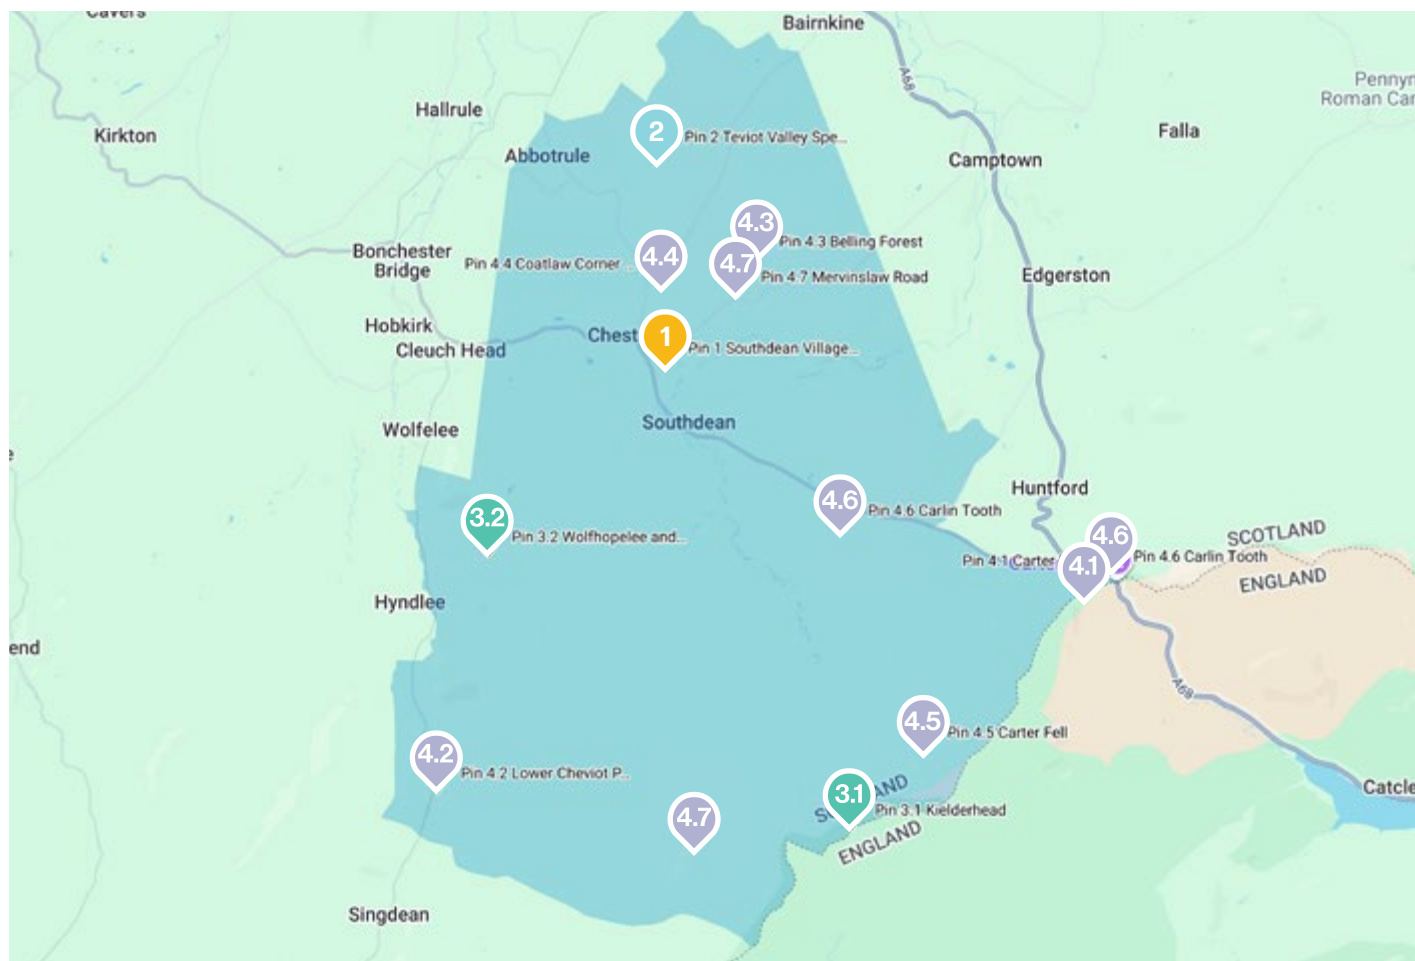 Cavers
Bairnkine
A68
Pennym
Roman Car
Hallrule
Kirkton
2
Pin 2 Teviot Valley Spe...
Falla
Abbotrule
Camptown
4.3
Pin 4.3 Belling Forest
Bonchester
Bridge
Pin 4.4 Coatlaw Corner ...
4.4
4.7
Pin 4.7 Mervinslaw Road
Edgerston
Hobkirk
Chest
1
Pin 1 Southdean Village...
Cleuch Head
Southdean
Wolfelee
e
Huntford
4.6
Pin 4.6 Carlin Tooth
3.2
Pin 3.2 Wolfhopelee and...
SCOTLAND
ENGLAND
4.6
Pin 4.6 Carlin Tooth
Pin 4.1 Carter
4.1
Hyndlee
end
A68
4.5
Pin 4.5 Carter Fell
4.2
Pin 4.2 Lower Cheviot P...
Catcle
3.1
Pin 3.1 Kielderhead
4.7
ENGLAND
Singdean